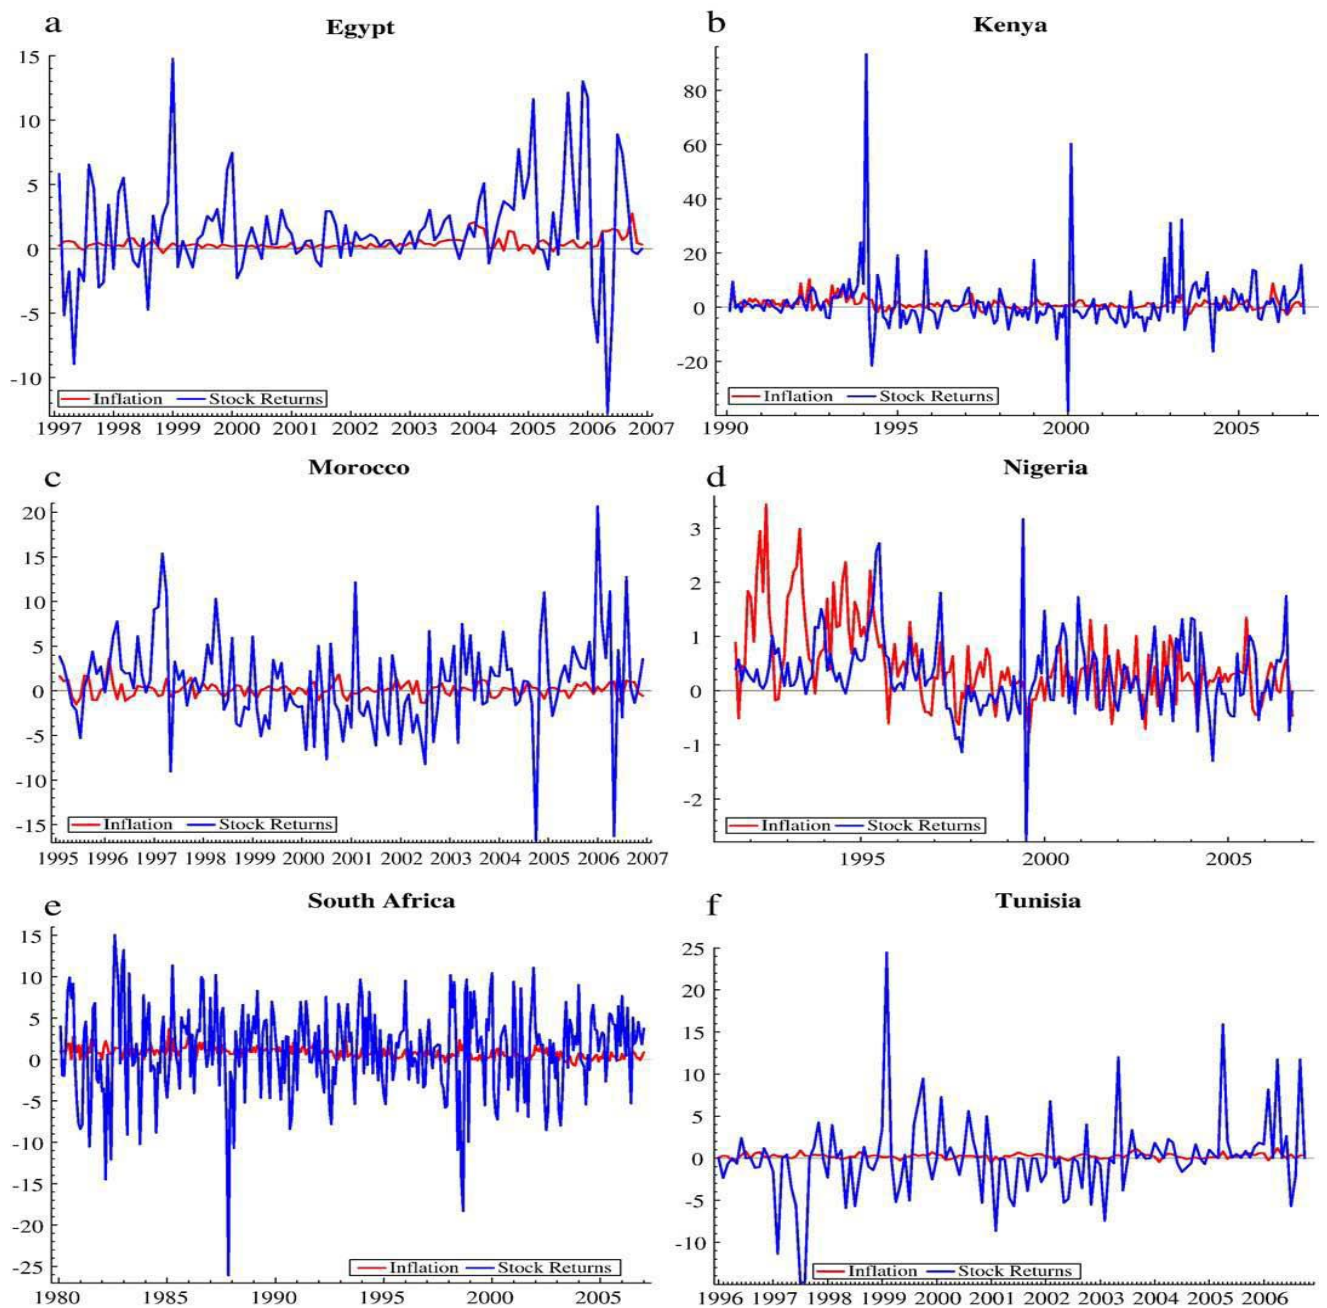 a
Egypt
15
10
5
0
-5
-10
Inflation Stock Returns
1997 1998 1999 2000 2001 2002 2003 2004 2005 2006 2007
b
Kenya
80
60
40
20
0
-20
Inflation Stock Returns
1990 1995 2000 2005
c
Morocco
20
15
10
5
0
-5
-10
-15
Inflation Stock Returns
1995 1996 1997 1998 1999 2000 2001 2002 2003 2004 2005 2006 2007
d
Nigeria
3
2
1
0
-1
-2
Inflation Stock Returns
1995 2000 2005
e
South Africa
15
10
5
0
-5
-10
-15
-20
-25
Inflation Stock Returns
1980 1985 1990 1995 2000 2005
f
Tunisia
25
20
15
10
5
0
-5
-10
Inflation Stock Returns
1996 1997 1998 1999 2000 2001 2002 2003 2004 2005 2006